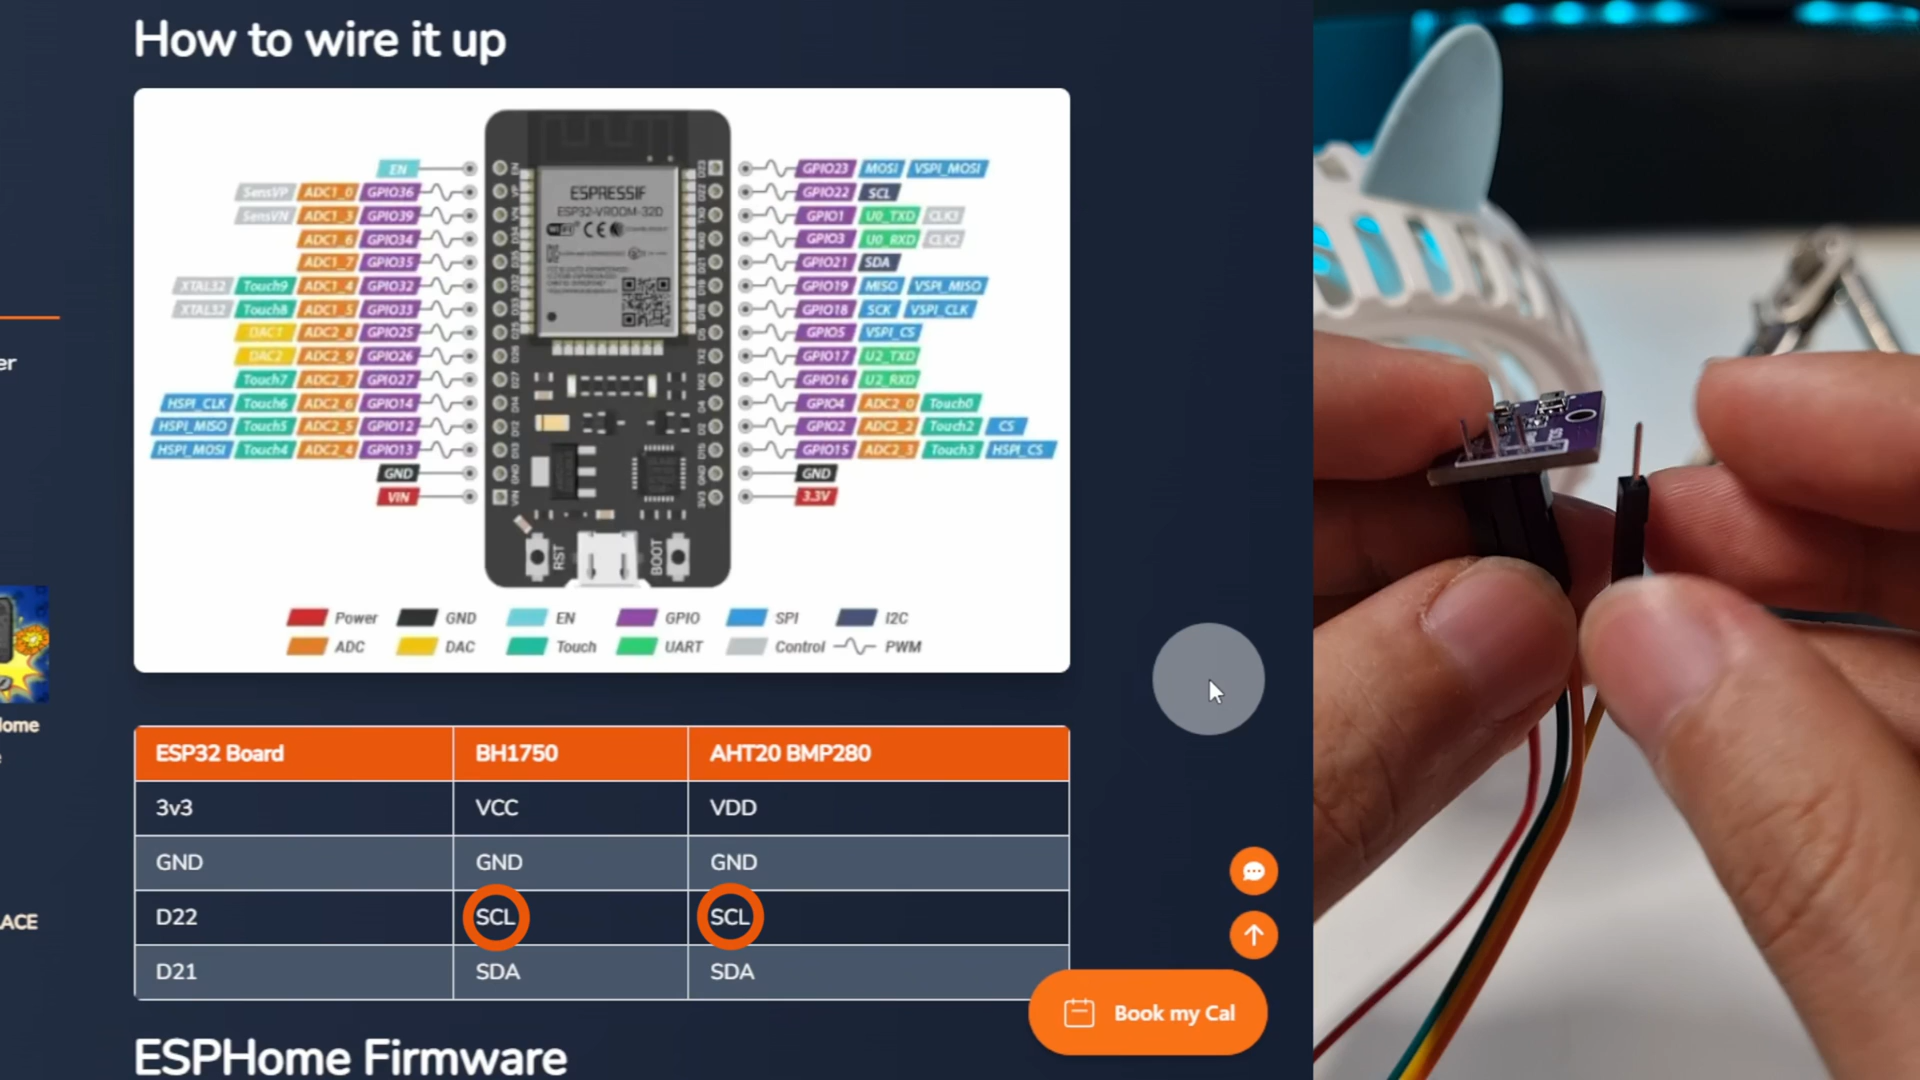 How to wire it up
EN
SensVP ADC1_0 GPIO36
SensVN ADC1_3 GPIO39
ADC1_6 GPIO34
ADC1_7 GPIO35
XTAL32 Touch9 ADC1_4 GPIO32
XTAL32 Touch8 ADC1_5 GPIO33
DAC1 ADC2_8 GPIO25
DAC2 ADC2_9 GPIO26
Touch7 ADC2_7 GPIO27
HSPI_CLK Touch6 ADC2_6 GPIO14
HSPI_MISO Touch5 ADC2_5 GPIO12
HSPI_MOSI Touch4 ADC2_4 GPIO13
GND
VIN
ESPRESSIF
ESP32-WROOM-32D
WiFi CE
RST
BOOT
GPIO23 MOSI VSPI_MOSI
GPIO22 SCL
GPIO1 U0_TXD CLK3
GPIO3 U0_RXD CLK2
GPIO21 SDA
GPIO19 MISO VSPI_MISO
GPIO18 SCK VSPI_CLK
GPIO5 VSPI_CS
GPIO17 U2_TXD
GPIO16 U2_RXD
GPIO4 ADC2_0 Touch0
GPIO2 ADC2_2 Touch2 CS
GPIO15 ADC2_3 Touch3 HSPI_CS
GND
3.3V
Power GND EN GPIO SPI I2C
ADC DAC Touch UART Control PWM
ESP32 Board BH1750 AHT20 BMP280
3v3 VCC VDD
GND GND GND
D22 SCL SCL
D21 SDA SDA
Book my Cal
ESPHome Firmware
er
ome
ACE